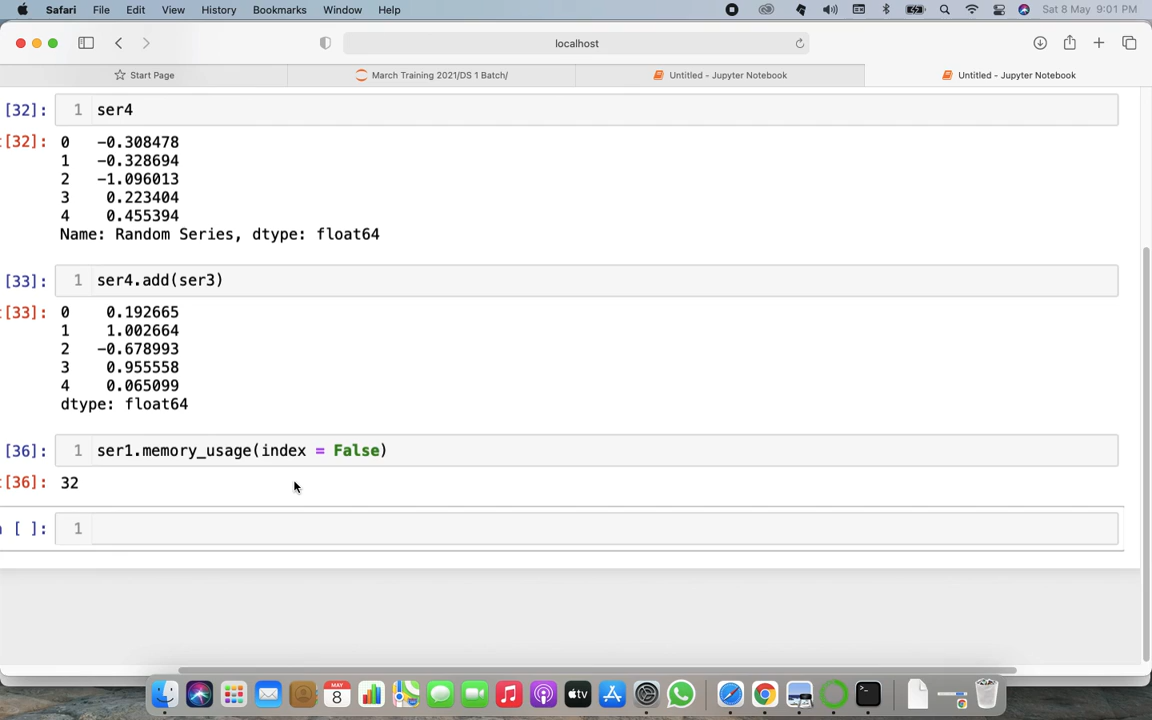 Safari File Edit View History Bookmarks Window Help Sat 8 May 9:01 PM
localhost
Start Page March Training 2021/DS 1 Batch/ Untitled - Jupyter Notebook Untitled - Jupyter Notebook
[32]: 1 ser4
:[32]: 0 -0.308478
1 -0.328694
2 -1.096013
3 0.223404
4 0.455394
Name: Random Series, dtype: float64
[33]: 1 ser4.add(ser3)
:[33]: 0 0.192665
1 1.002664
2 -0.678993
3 0.955558
4 0.065099
dtype: float64
[36]: 1 ser1.memory_usage(index = False)
:[36]: 32
[ ]: 1
MAY
8
tv